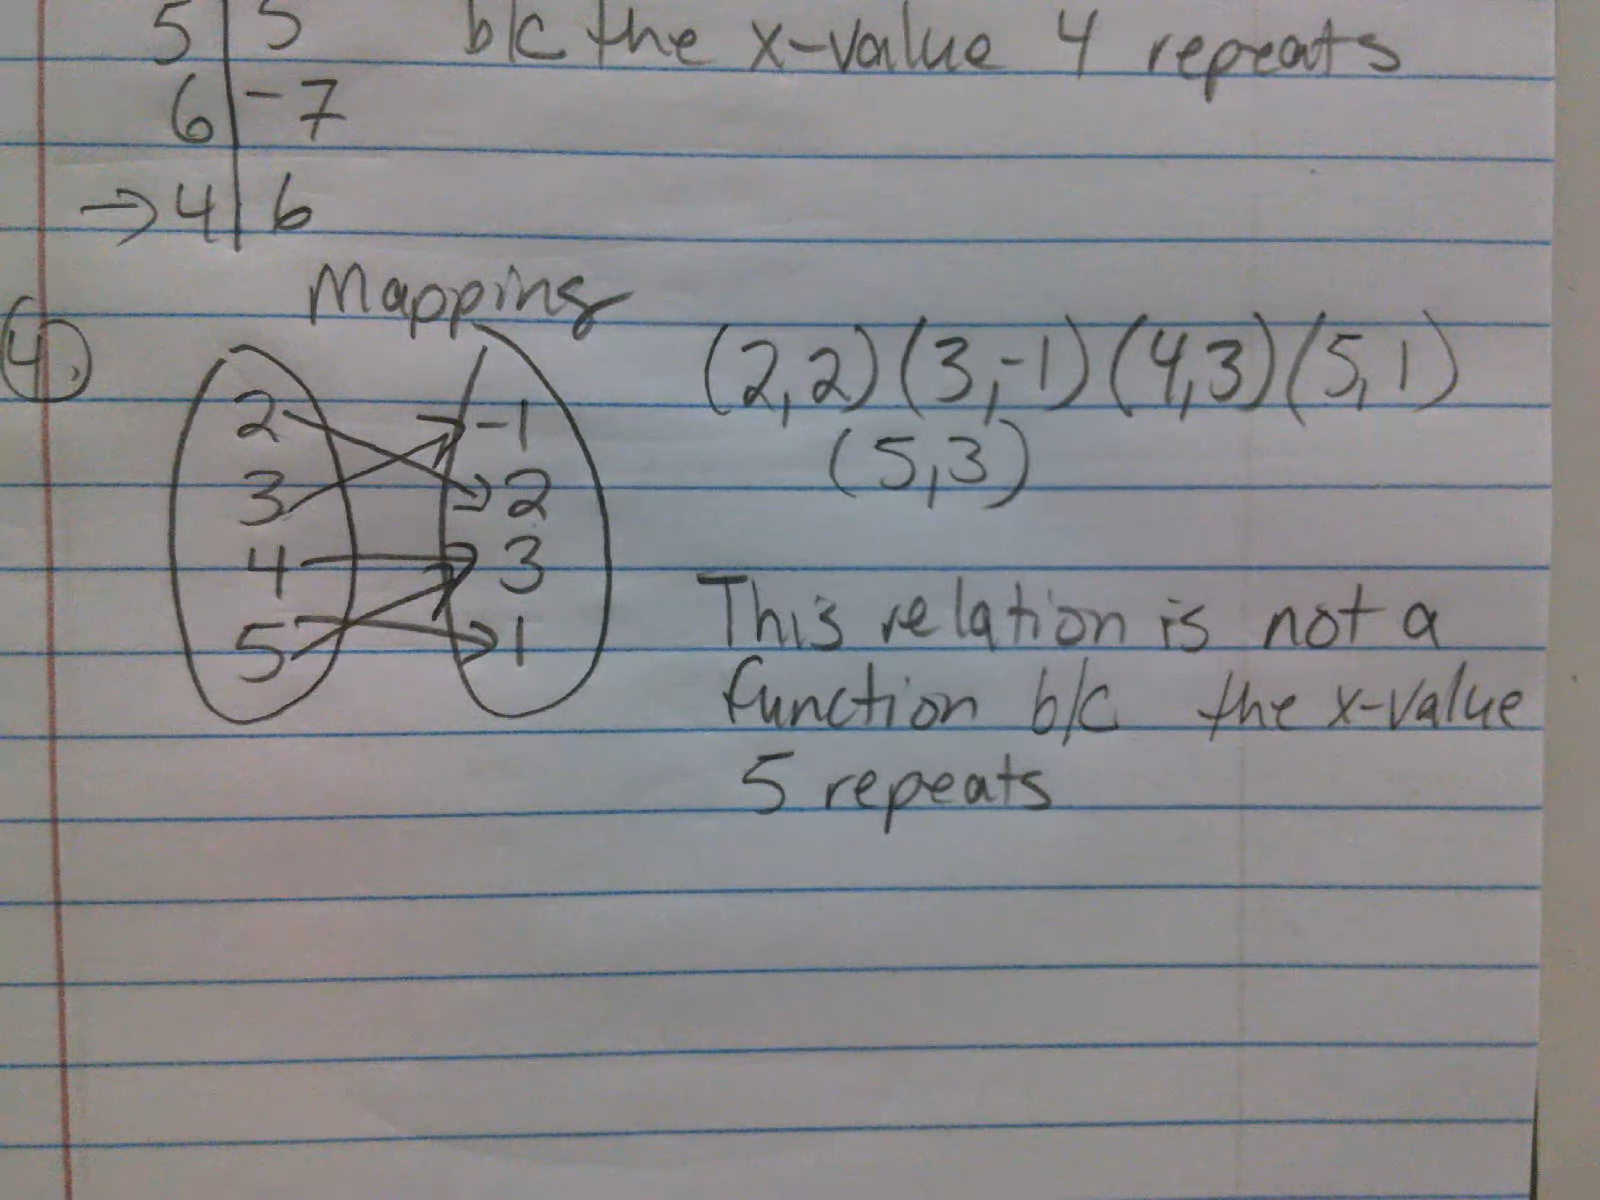 5 | 5 b/c the x-value 4 repeats
6 | -7
→ 4 | 6
Mapping
4.
2 -1
3 2
4 3
5 1
(2,2) (3,-1) (4,3) (5,1)
(5,3)
This relation is not a
function b/c the x-value
5 repeats